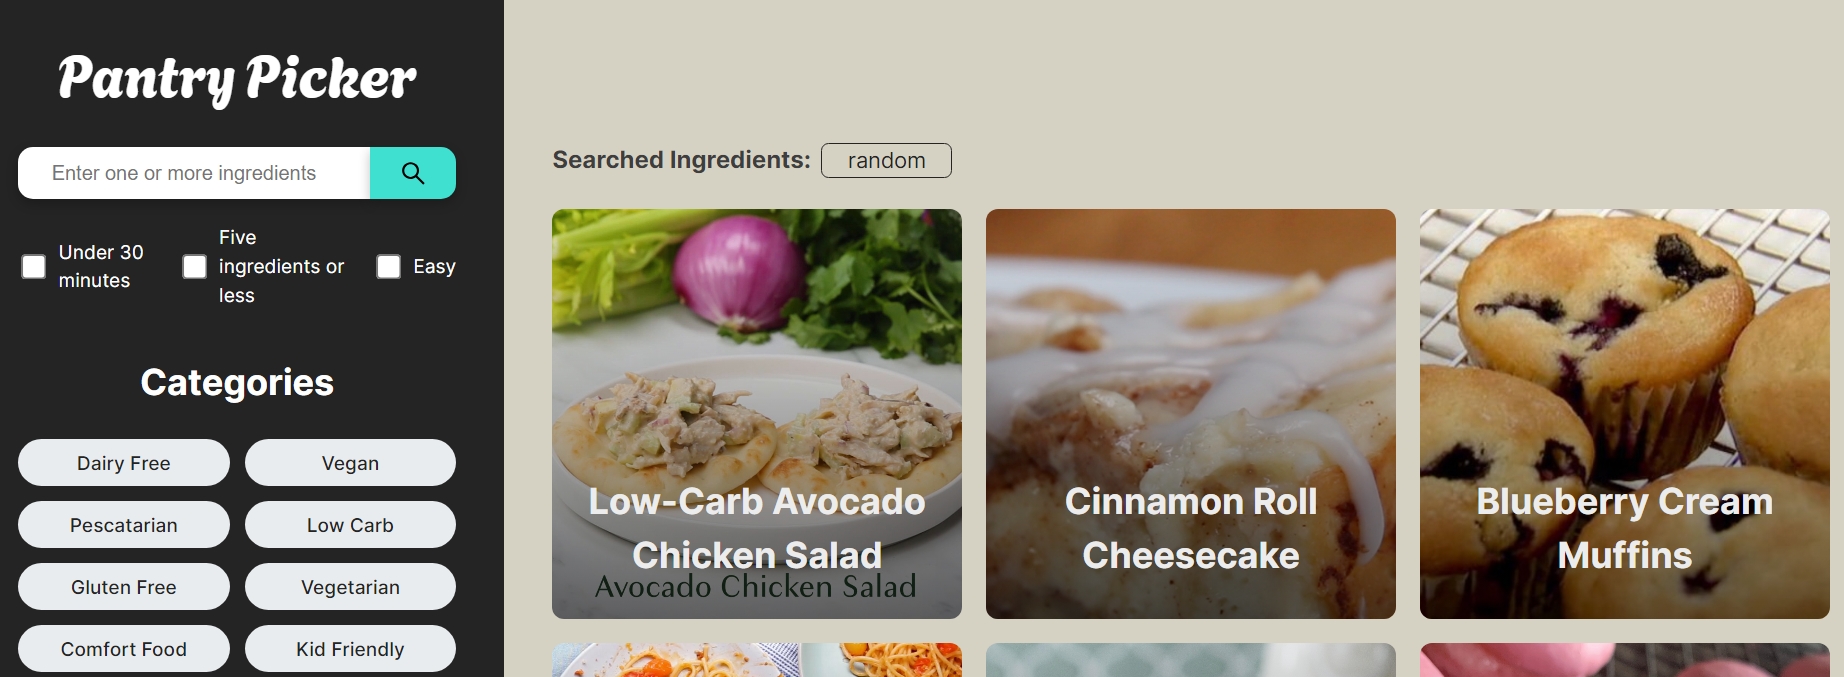 Pantry Picker
Enter one or more ingredients
Under 30
minutes
Five
ingredients or
less
Easy
Categories
Dairy Free
Vegan
Pescatarian
Low Carb
Gluten Free
Vegetarian
Comfort Food
Kid Friendly
Searched Ingredients: random
Low-Carb Avocado
Chicken Salad
Avocado Chicken Salad
Cinnamon Roll
Cheesecake
Blueberry Cream
Muffins